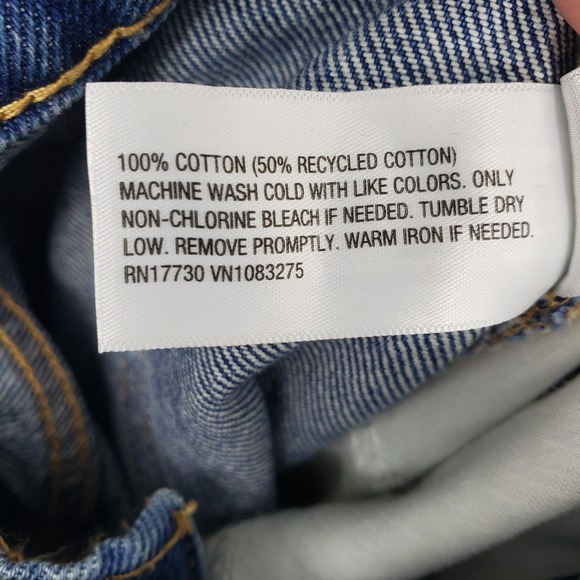 100% COTTON (50% RECYCLED COTTON)
MACHINE WASH COLD WITH LIKE COLORS. ONLY
NON-CHLORINE BLEACH IF NEEDED. TUMBLE DRY
LOW. REMOVE PROMPTLY. WARM IRON IF NEEDED.
RN17730 VN1083275